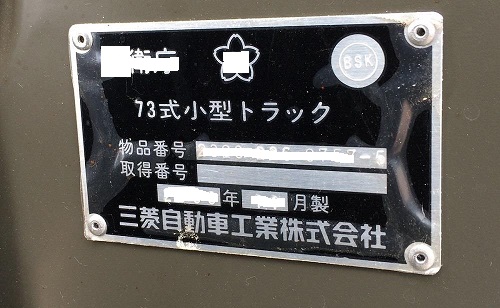 BSK
73式小型トラック
物品番号
取得番号
年 月製
三菱自動車工業株式会社